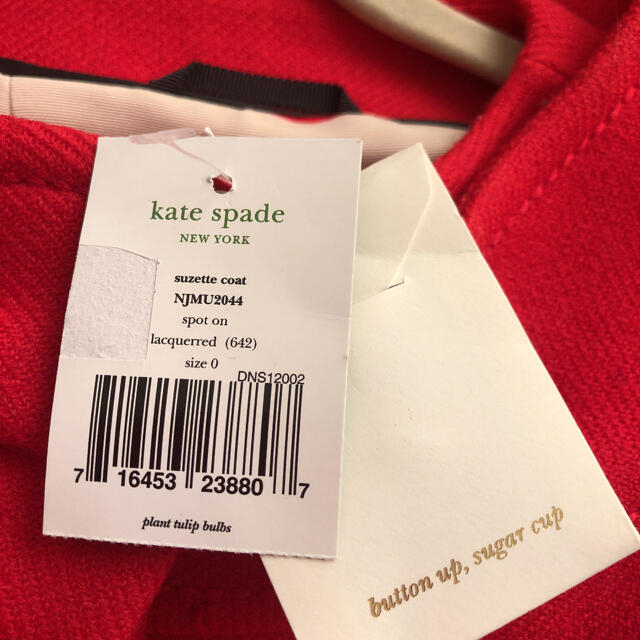 kate spade
NEW YORK
suzette coat
NJMU2044
spot on
lacquerred (642)
size 0
DNS12002
7 16453 23880 7
plant tulip bulbs
button up, sugar cup